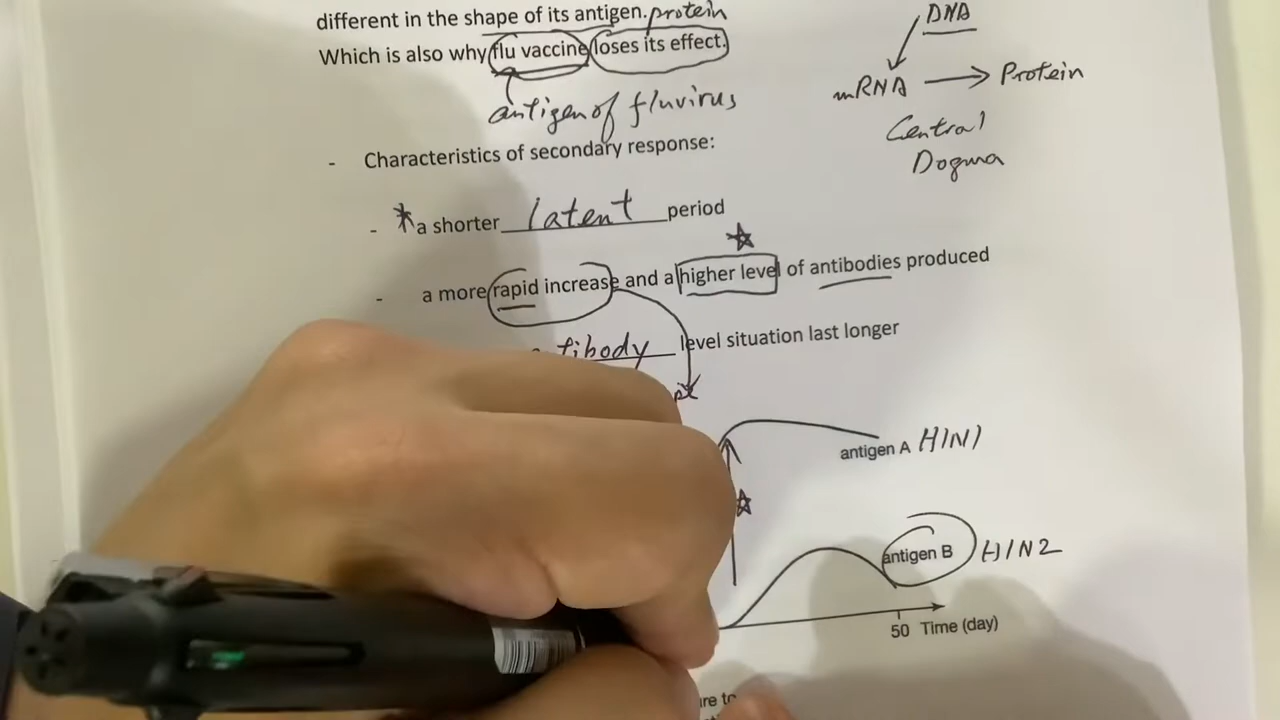 different in the shape of its antigen. protein
Which is also why flu vaccine loses its effect.
antigen of fluvirus
DNA
mRNA → Protein
Central
Dogma
- Characteristics of secondary response:
- * a shorter latent period
- a more rapid increase and a higher level of antibodies produced
tibody level situation last longer
antigen A H1N1
antigen B H1N2
50 Time (day)